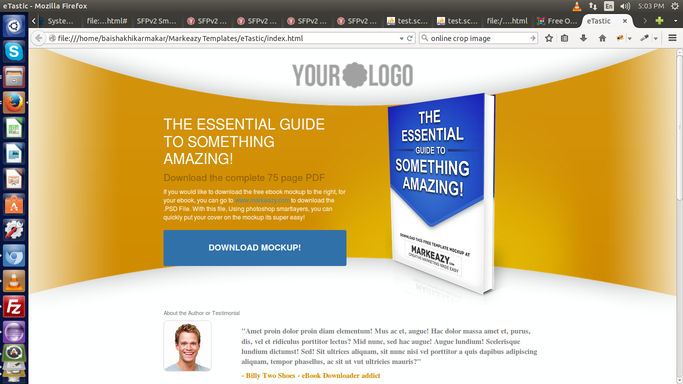 eTastic - Mozilla Firefox
En
5:03 PM
Syste...
file:...html#
SFPv2 Sm...
SFPv2 ...
SFPv2 ...
SFPv2 ...
SFPv2 ...
test.sc...
test.sc...
file:/....html
Free O...
eTastic
file:///home/baishakhikarmakar/Markeazy Templates/eTastic/index.html
online crop image
YOUR LOGO
THE ESSENTIAL GUIDE
TO SOMETHING
AMAZING!
Download the complete 75 page PDF
If you would like to download the free ebook mockup to the right, for
your ebook, you can go to www.markeazy.com to download the
.PSD File. With this file, Using photoshop smartlayers, you can
quickly put your cover on the mockup its super easy!
DOWNLOAD MOCKUP!
THE
ESSENTIAL
GUIDE TO
SOMETHING
AMAZING!
DOWNLOAD THIS FREE TEMPLATE MOCKUP AT
MARKEAZY.com
CREATIVE MARKETING MADE EASY
About the Author or Testimonial
"Amet proin dolor proin diam elementum! Mus ac et, augue! Hac dolor massa amet et, purus,
dis, vel et ridiculus porttitor lectus? Mid nunc, sed hac augue! Augue lundium! Scelerisque
lundium dictumst! Sed! Sit ultrices aliquam, sit nunc nisi vel porttitor a quis dapibus adipiscing
aliquam, tempor phasellus, ac sit ut vut ultricies mauris?"
- Billy Two Shoes - eBook Downloader addict